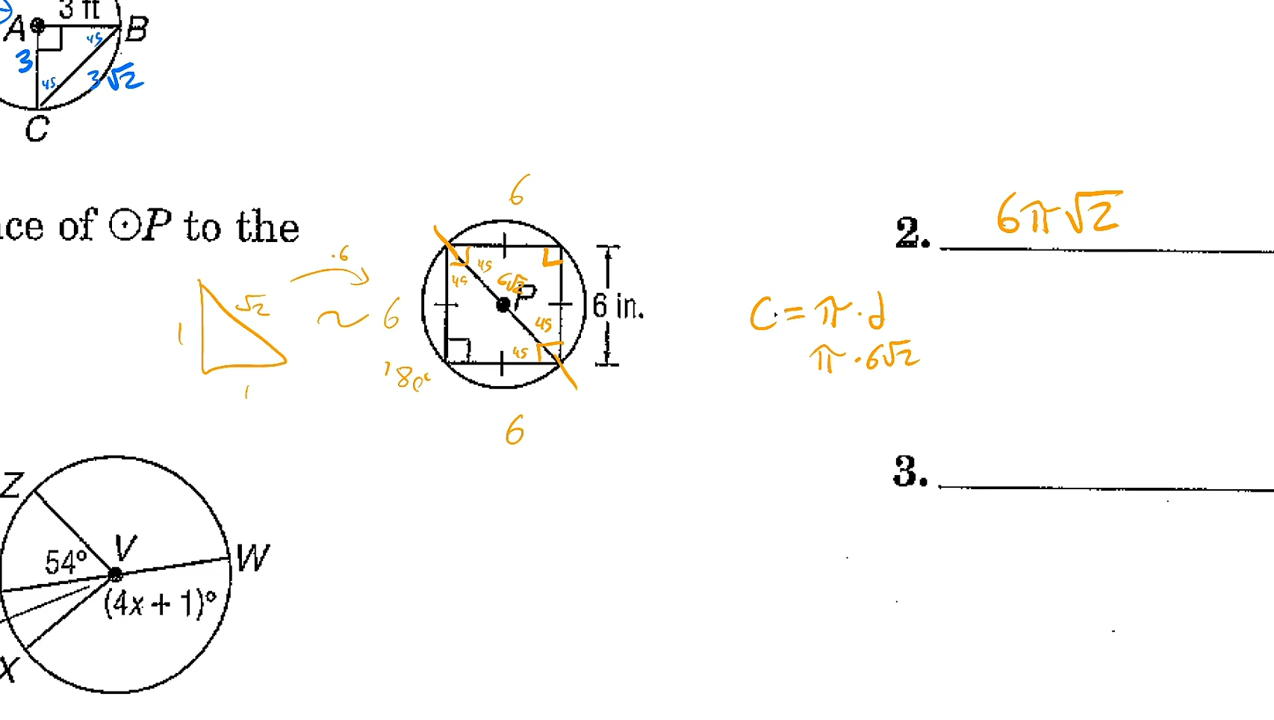 3 ft
A
B
45
3
45
3√2
C
6
ce of ⊙P to the
2. 6π√2
.6
√2
1
~
6
45
45
6√2
P
45
45
6 in.
C = π · d
π · 6√2
180°
1
6
3.
Z
54°
V
W
(4x + 1)°
X